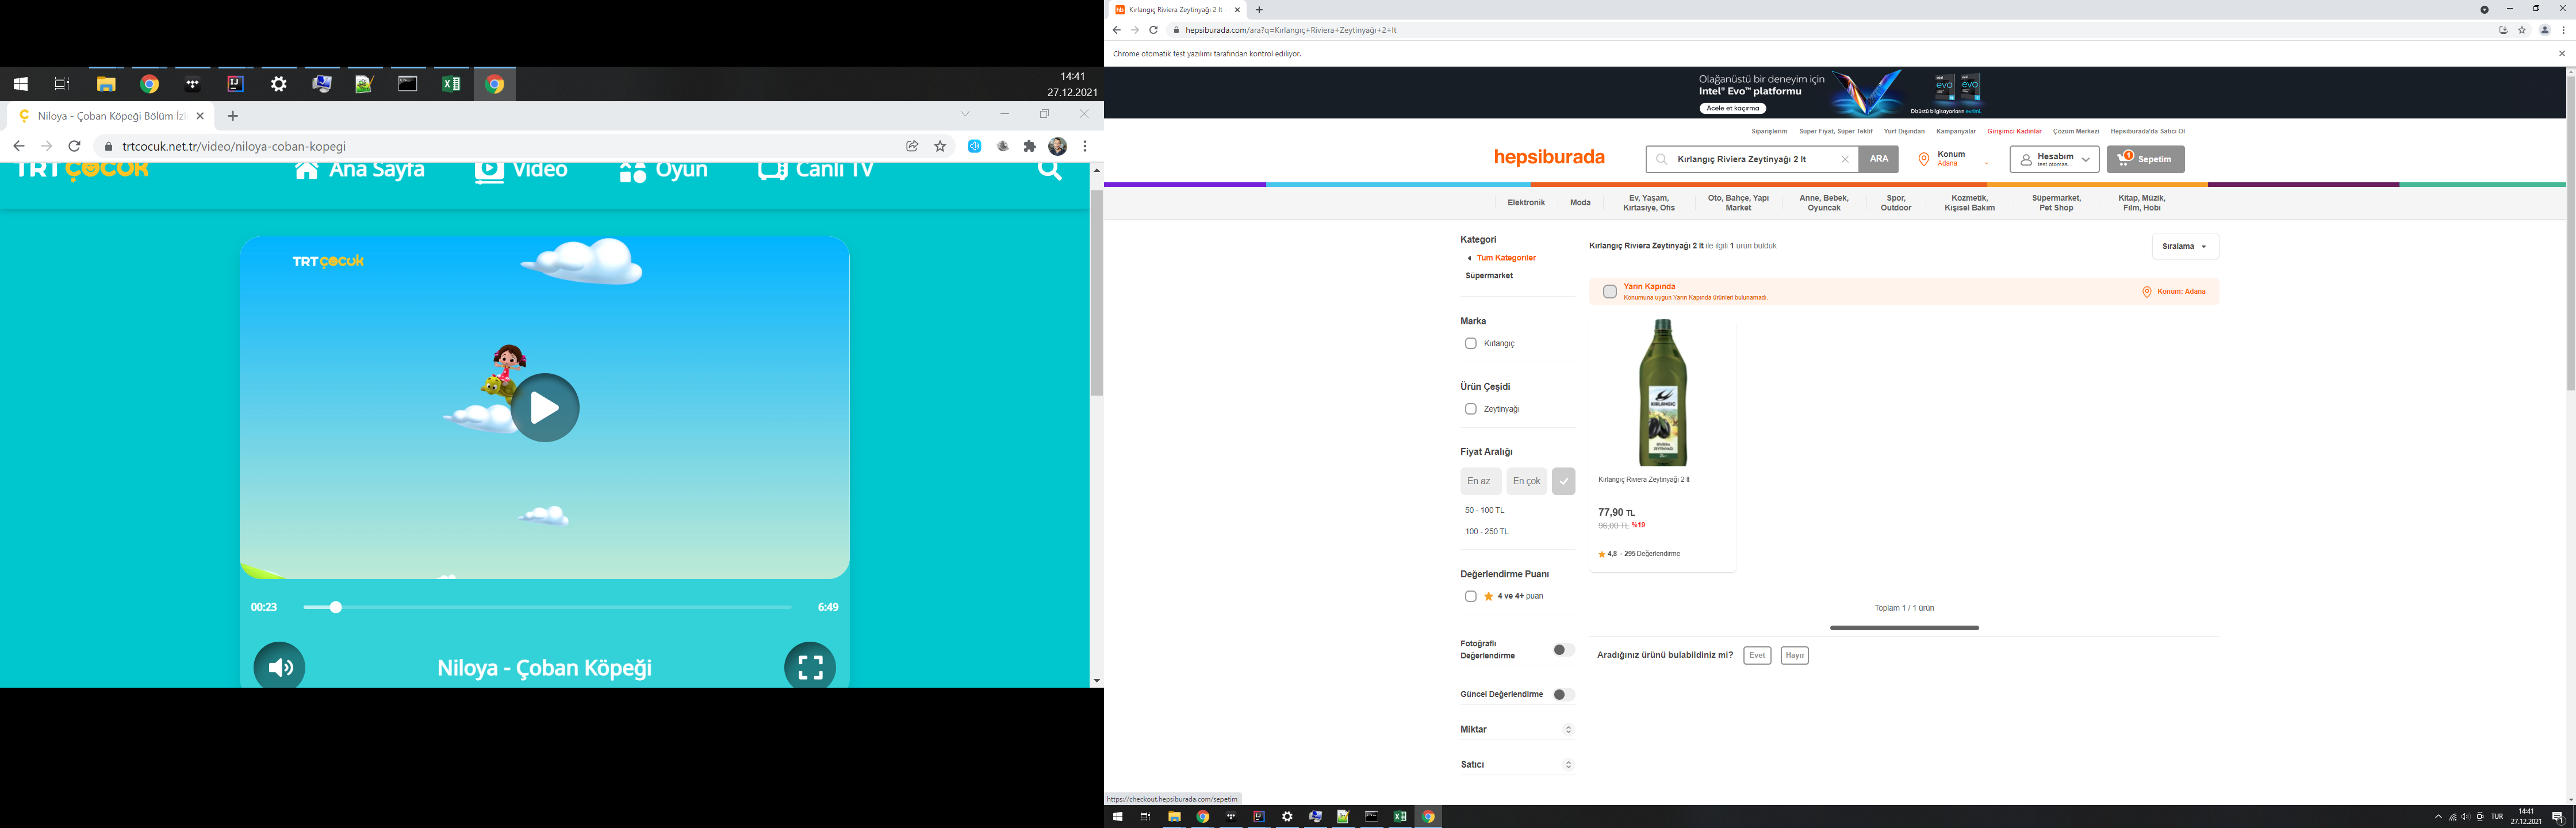 14:41
27.12.2021
Niloya - Çoban Köpeği Bölüm İzl
trtcocuk.net.tr/video/niloya-coban-kopegi
TRT ÇOCUK
Ana Sayfa
Video
Oyun
Canlı TV
TRT çocuk
00:23
6:49
Niloya - Çoban Köpeği
Kırlangıç Riviera Zeytinyağı 2 lt -
hepsiburada.com/ara?q=Kırlangıç+Riviera+Zeytinyağı+2+lt
Chrome otomatik test yazılımı tarafından kontrol ediliyor.
Olağanüstü bir deneyim için
Intel® Evo™ platformu
Acele et kaçırma
evo
evo
Siparişlerim
Süper Fiyat, Süper Teklif
Yurt Dışından
Kampanyalar
Girişimci Kadınlar
Çözüm Merkezi
Hepsiburada'da Satıcı Ol
hepsiburada
Kırlangıç Riviera Zeytinyağı 2 lt
ARA
Konum
Adana
Hesabım
test otomas...
1
Sepetim
Elektronik
Moda
Ev, Yaşam,
Kırtasiye, Ofis
Oto, Bahçe, Yapı
Market
Anne, Bebek,
Oyuncak
Spor,
Outdoor
Kozmetik,
Kişisel Bakım
Süpermarket,
Pet Shop
Kitap, Müzik,
Film, Hobi
Kategori
Tüm Kategoriler
Süpermarket
Marka
Kırlangıç
Ürün Çeşidi
Zeytinyağı
Fiyat Aralığı
En az
En çok
50 - 100 TL
100 - 250 TL
Değerlendirme Puanı
4 ve 4+ puan
Fotoğraflı
Değerlendirme
Güncel Değerlendirme
Miktar
Satıcı
Kırlangıç Riviera Zeytinyağı 2 lt ile ilgili 1 ürün bulduk
Sıralama
Yarın Kapında
Konumuna uygun Yarın Kapında ürünleri bulunamadı.
Konum: Adana
KIRLANGIÇ
Kırlangıç Riviera Zeytinyağı 2 lt
77,90 TL
96,00 TL %19
4,8 - 295 Değerlendirme
Toplam 1 / 1 ürün
Aradığınız ürünü bulabildiniz mi?
Evet
Hayır
https://checkout.hepsiburada.com/sepetim
TUR
14:41
27.12.2021
1